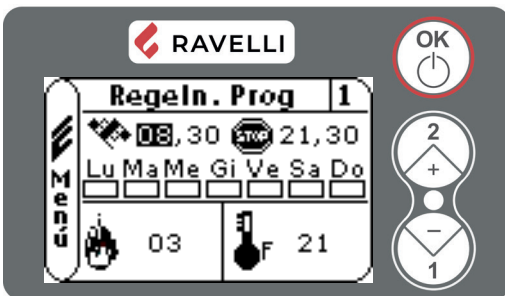 RAVELLI
OK
Regeln. Prog 1
08,30 STOP 21,30
Lu Ma Me Gi Ve Sa Do
Menú
03 F 21
2
+
-
1